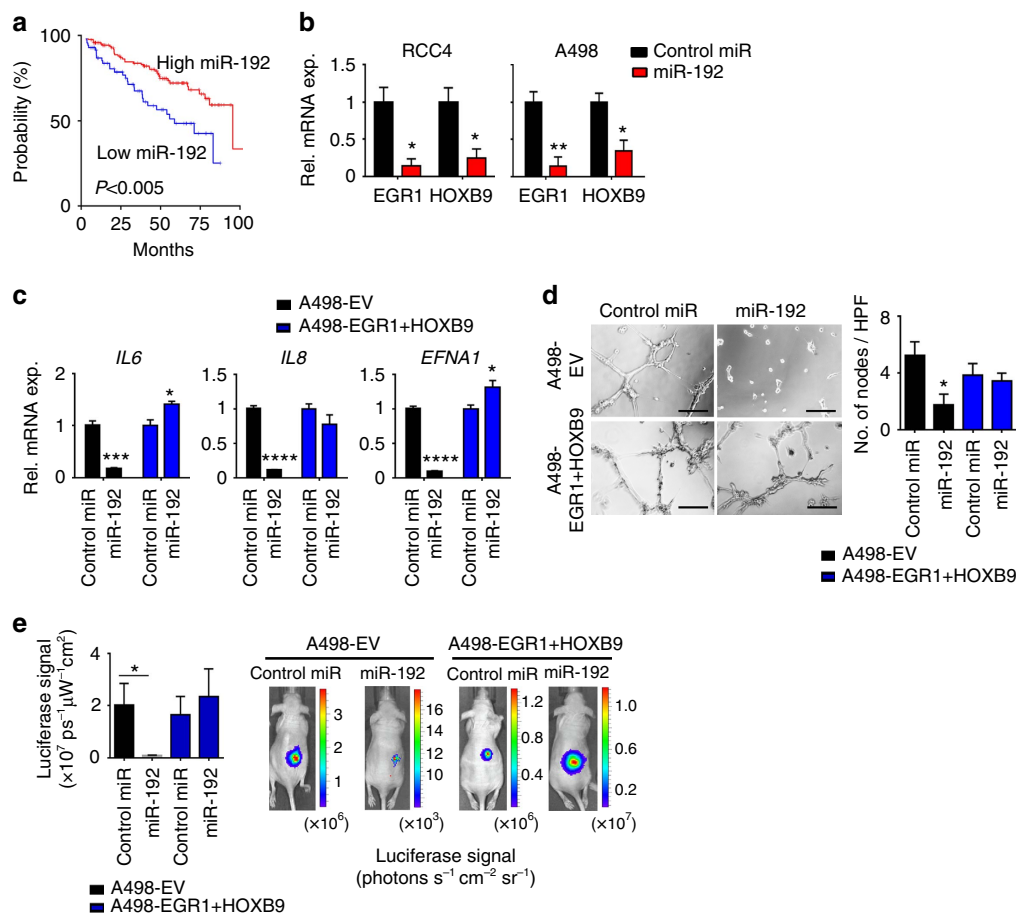 a
Probability (%)
100
50
0
High miR-192
Low miR-192
P<0.005
0 25 50 75 100
Months
b
Control miR
miR-192
RCC4
A498
Rel. mRNA exp.
1.5
1
0.5
0
* *
EGR1 HOXB9
1.5
1
0.5
0
** *
EGR1 HOXB9
c
A498-EV
A498-EGR1+HOXB9
Rel. mRNA exp.
IL6
2
1
0
*** *
Control miR
miR-192
Control miR
miR-192
IL8
1.5
1
0.5
0
****
Control miR
miR-192
Control miR
miR-192
EFNA1
1.5
1
0.5
0
**** *
Control miR
miR-192
Control miR
miR-192
d
Control miR miR-192
A498-
EV
A498-
EGR1+HOXB9
No. of nodes / HPF
8
6
4
2
0
*
Control miR
miR-192
Control miR
miR-192
A498-EV
A498-EGR1+HOXB9
e
Luciferase signal
(×10⁷ ps⁻¹μW⁻¹cm²)
4
2
0
*
Control miR
miR-192
Control miR
miR-192
A498-EV
A498-EGR1+HOXB9
A498-EV
A498-EGR1+HOXB9
Control miR miR-192 Control miR miR-192
3
2
1
(×10⁶)
16
14
12
10
(×10³)
1.2
0.8
0.4
(×10⁶)
1.0
0.6
0.2
(×10⁷)
Luciferase signal
(photons s⁻¹ cm⁻² sr⁻¹)